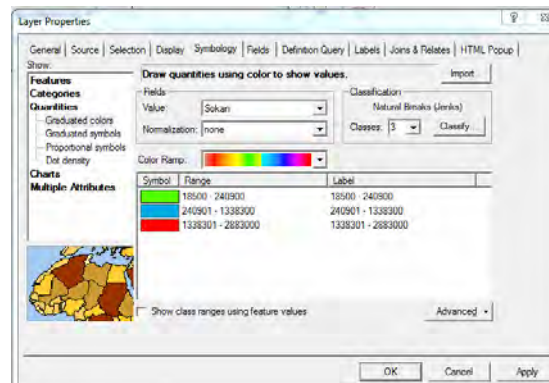 Layer Properties
General | Source | Selection | Display | Symbology | Fields | Definition Query | Labels | Joins & Relates | HTML Popup
Show:
Features
Categories
Quantities
Graduated colors
Graduated symbols
Proportional symbols
Dot density
Charts
Multiple Attributes
Draw quantities using color to show values.
Import...
Fields
Value: Sokan
Normalization: none
Classification
Natural Breaks (Jenks)
Classes: 3 Classify...
Color Ramp:
Symbol Range Label
18500 - 240900 18500 - 240900
240901 - 1338300 240901 - 1338300
1338301 - 2883000 1338301 - 2883000
Show class ranges using feature values
Advanced
OK Cancel Apply